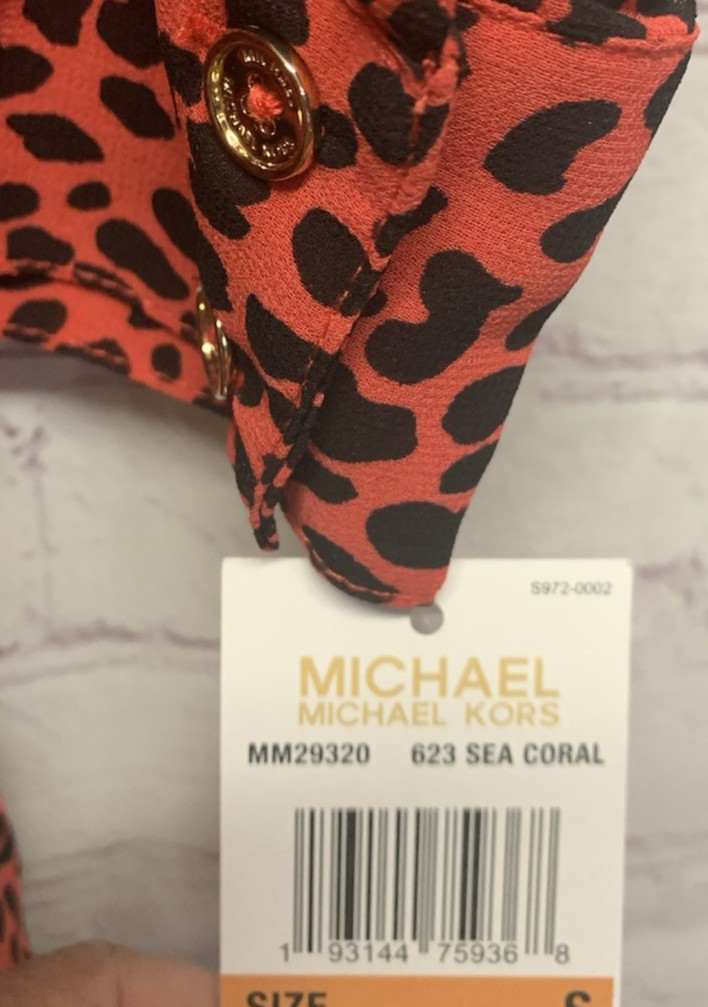 S972-0002
MICHAEL
MICHAEL KORS
MM29320 623 SEA CORAL
1 93144 75936 8
SIZE S